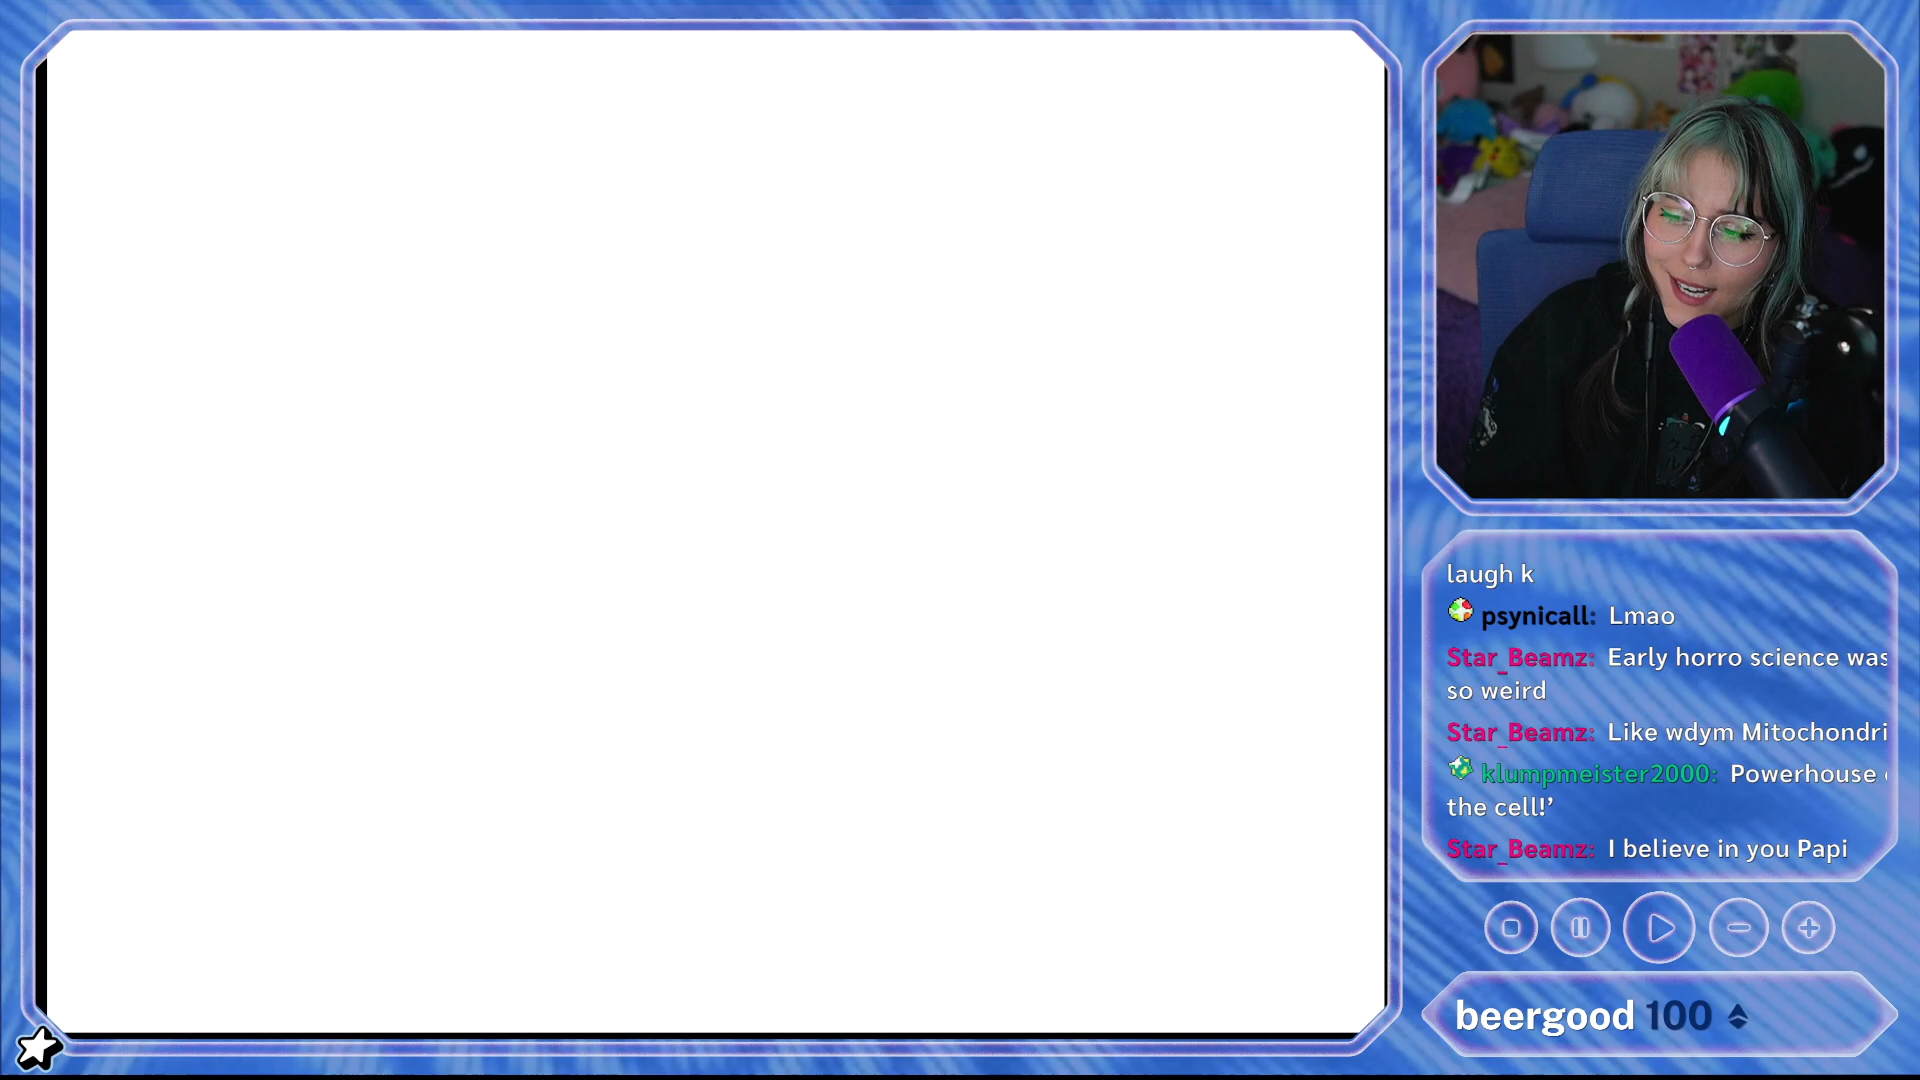 laugh k
psynicall: Lmao
Star_Beamz: Early horro science was
so weird
Star_Beamz: Like wdym Mitochondri
klumpmeister2000: Powerhouse
the cell!’
Star_Beamz: I believe in you Papi
beergood 100